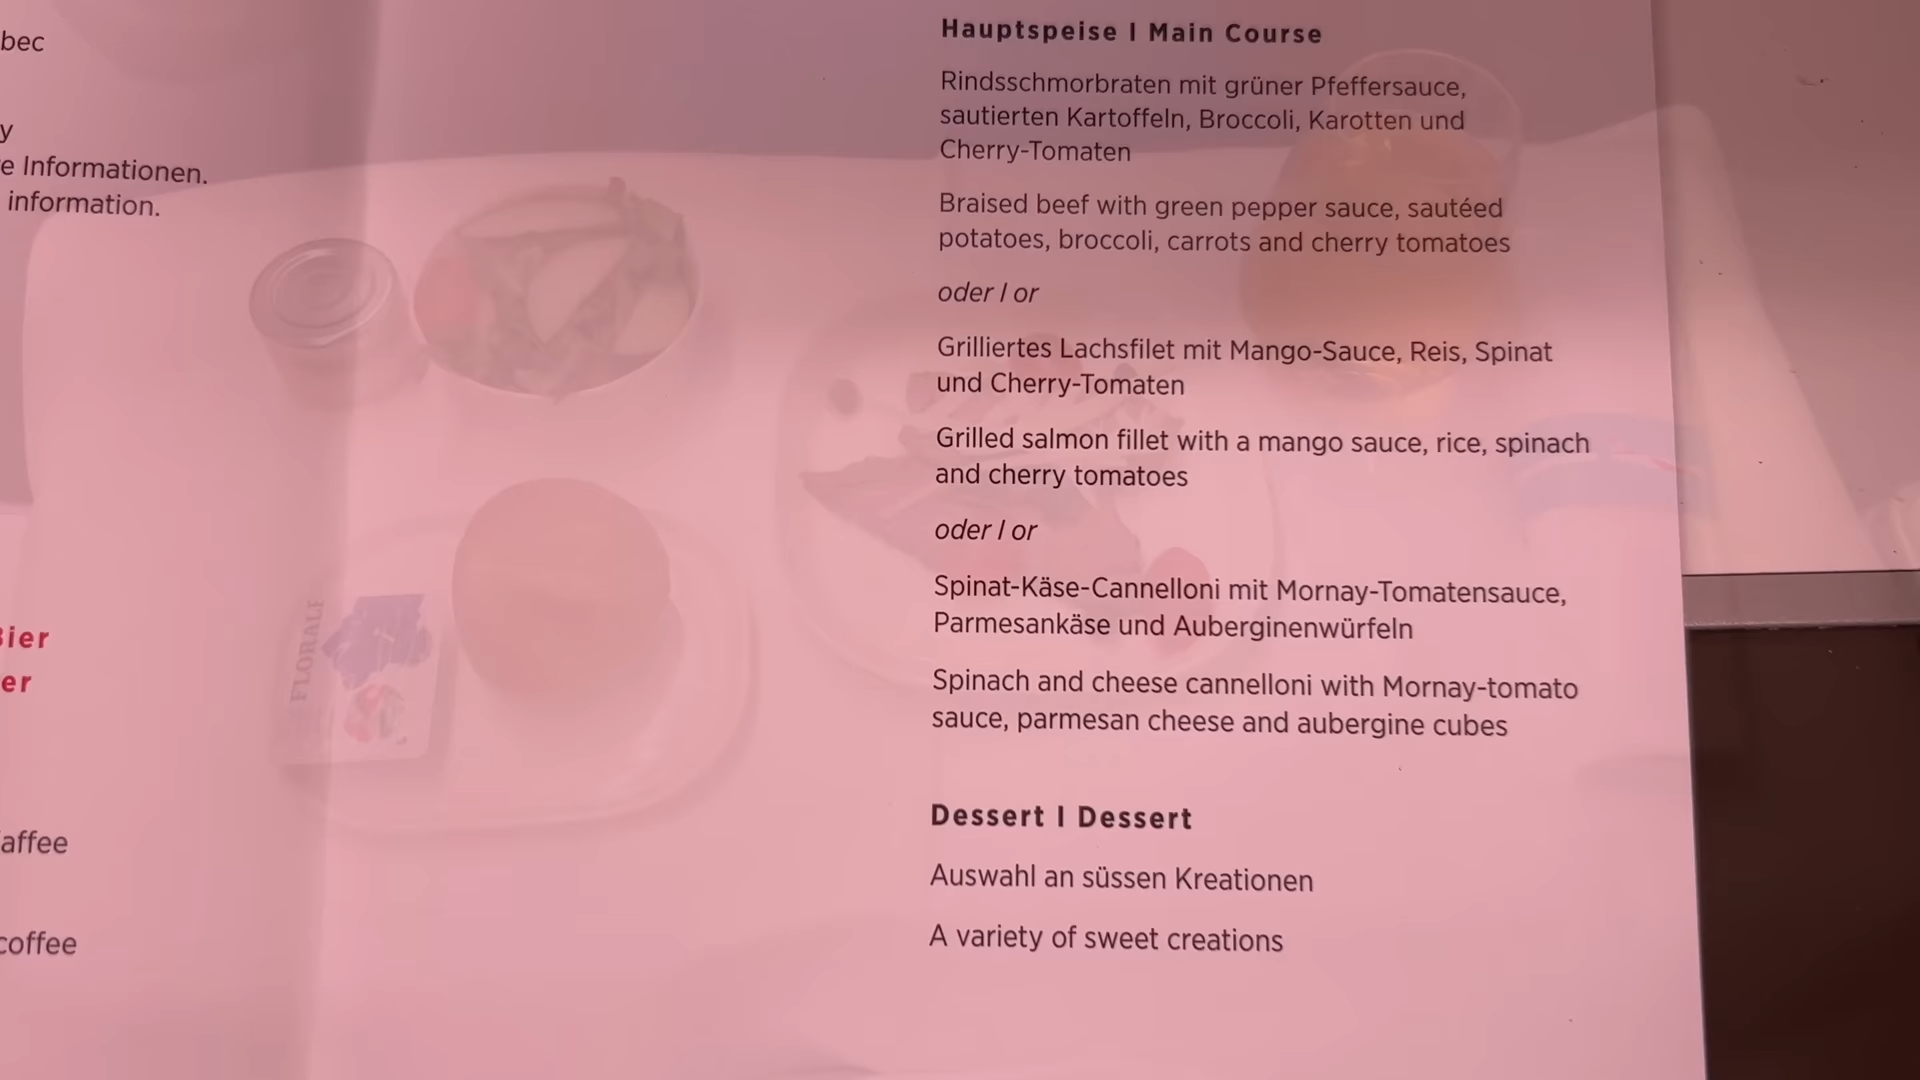 bec
y
e Informationen.
information.
Bier
er
affee
coffee
FLORALP
Hauptspeise | Main Course
Rindsschmorbraten mit grüner Pfeffersauce,
sautierten Kartoffeln, Broccoli, Karotten und
Cherry-Tomaten
Braised beef with green pepper sauce, sautéed
potatoes, broccoli, carrots and cherry tomatoes
oder / or
Grilliertes Lachsfilet mit Mango-Sauce, Reis, Spinat
und Cherry-Tomaten
Grilled salmon fillet with a mango sauce, rice, spinach
and cherry tomatoes
oder / or
Spinat-Käse-Cannelloni mit Mornay-Tomatensauce,
Parmesankäse und Auberginenwürfeln
Spinach and cheese cannelloni with Mornay-tomato
sauce, parmesan cheese and aubergine cubes
Dessert | Dessert
Auswahl an süssen Kreationen
A variety of sweet creations